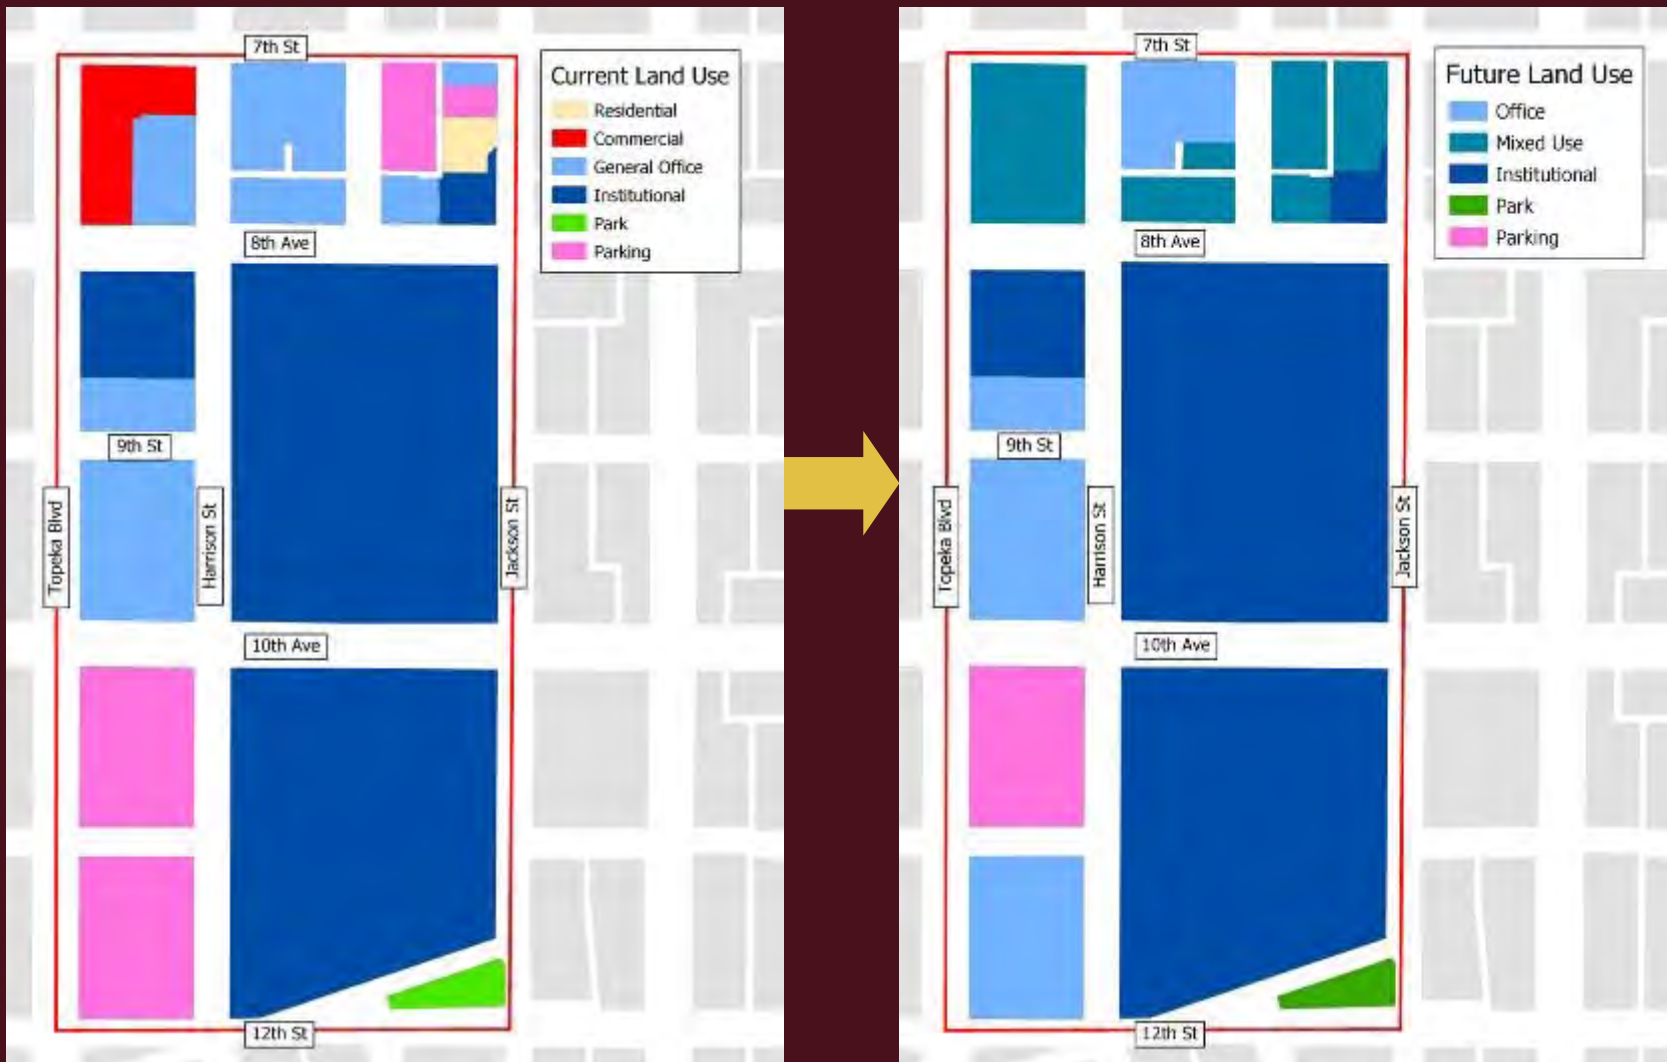 7th St
Current Land Use
Residential
Commercial
General Office
Institutional
Park
Parking
8th Ave
9th St
Topeka Blvd
Harrison St
Jackson St
10th Ave
12th St
7th St
Future Land Use
Office
Mixed Use
Institutional
Park
Parking
8th Ave
9th St
Topeka Blvd
Harrison St
Jackson St
10th Ave
12th St